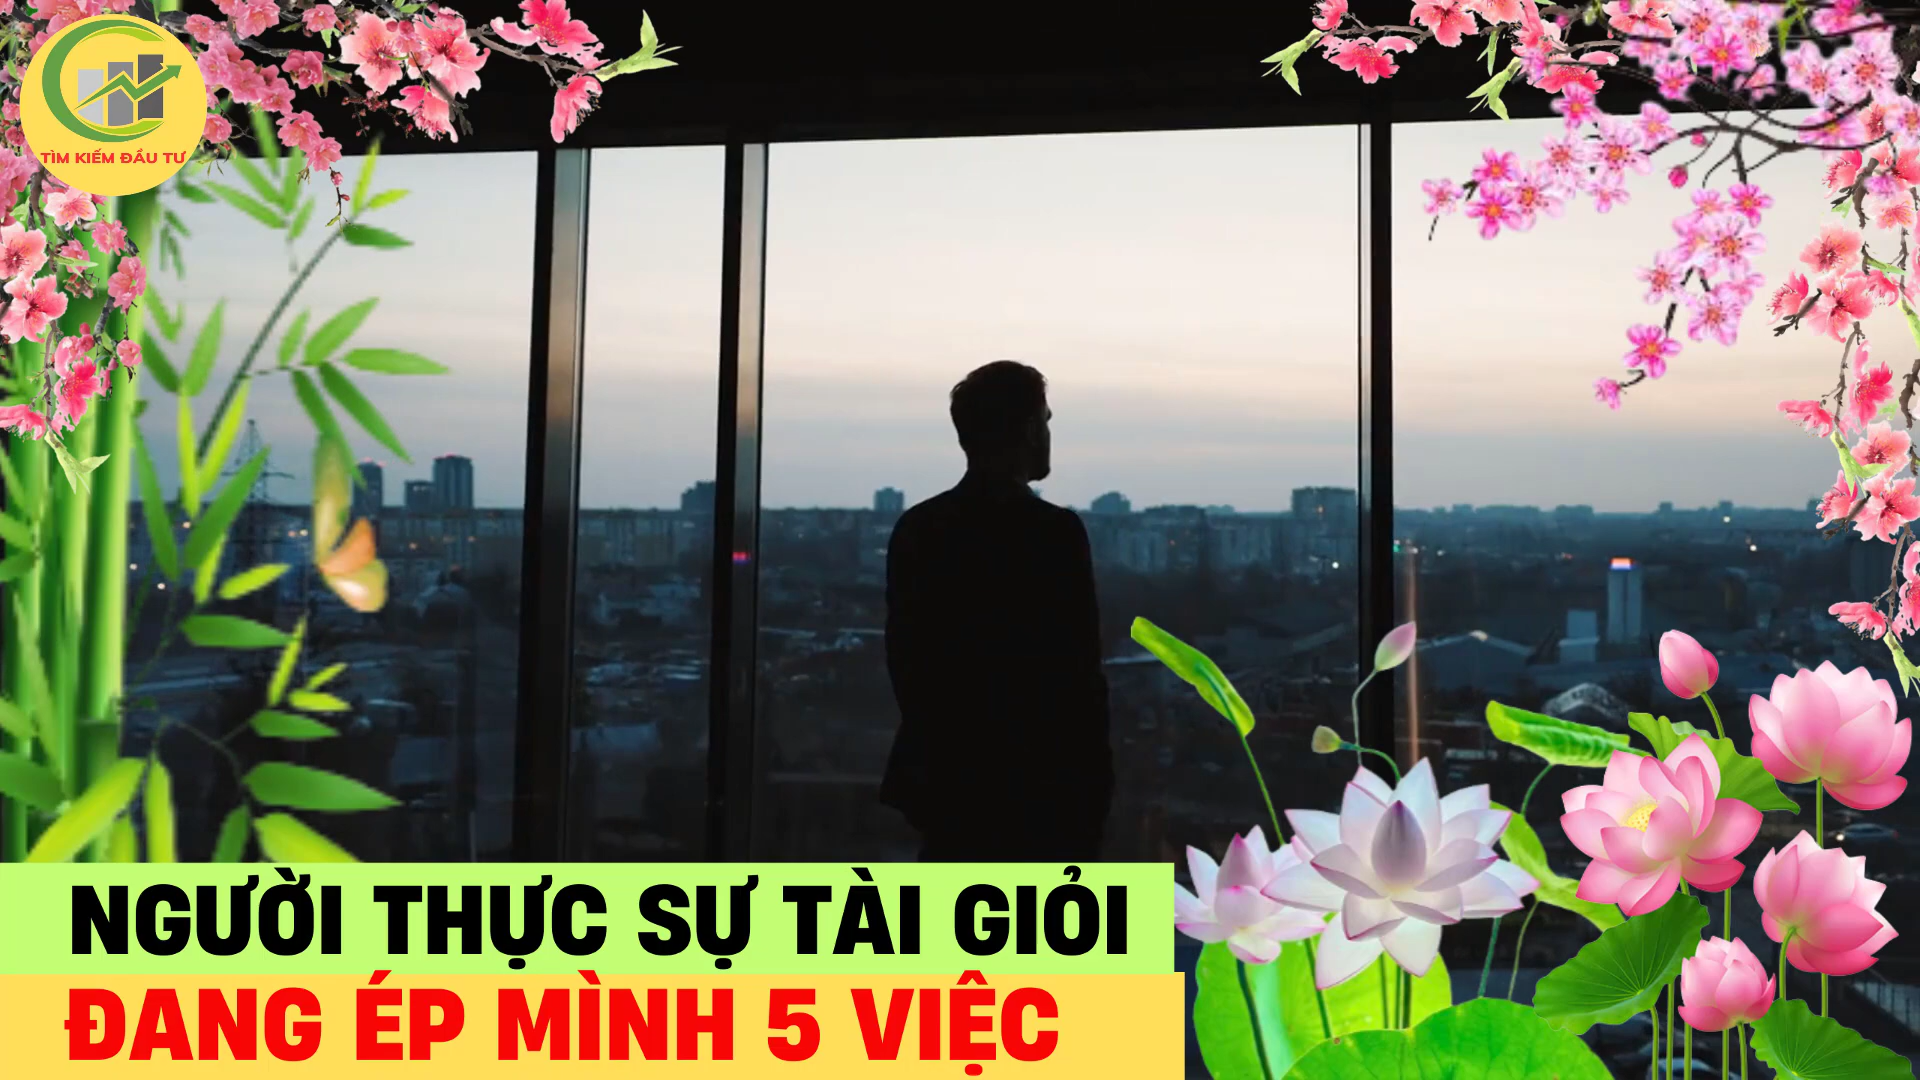 TÌM KIẾM ĐẦU TƯ
NGƯỜI THỰC SỰ TÀI GIỎI
ĐANG ÉP MÌNH 5 VIỆC